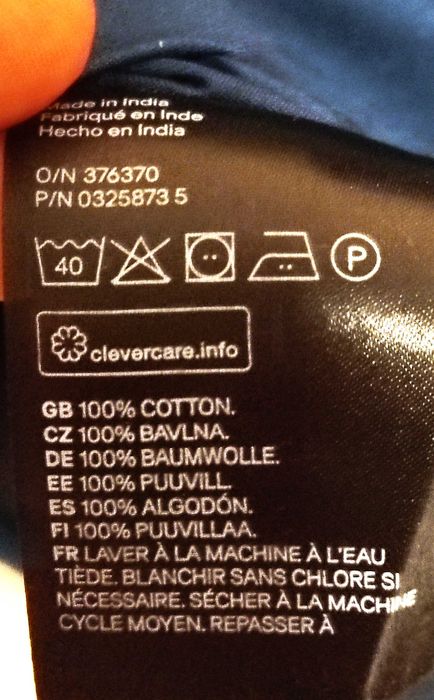 Made in India
Fabriqué en Inde
Hecho en India
O/N 376370
P/N 0325873 5
40 P
clevercare.info
GB 100% COTTON.
CZ 100% BAVLNA.
DE 100% BAUMWOLLE.
EE 100% PUUVILL.
ES 100% ALGODÓN.
FI 100% PUUVILLAA.
FR LAVER À LA MACHINE À L'EAU
TIÈDE. BLANCHIR SANS CHLORE SI
NÉCESSAIRE. SÉCHER À LA MACHINE
CYCLE MOYEN. REPASSER À